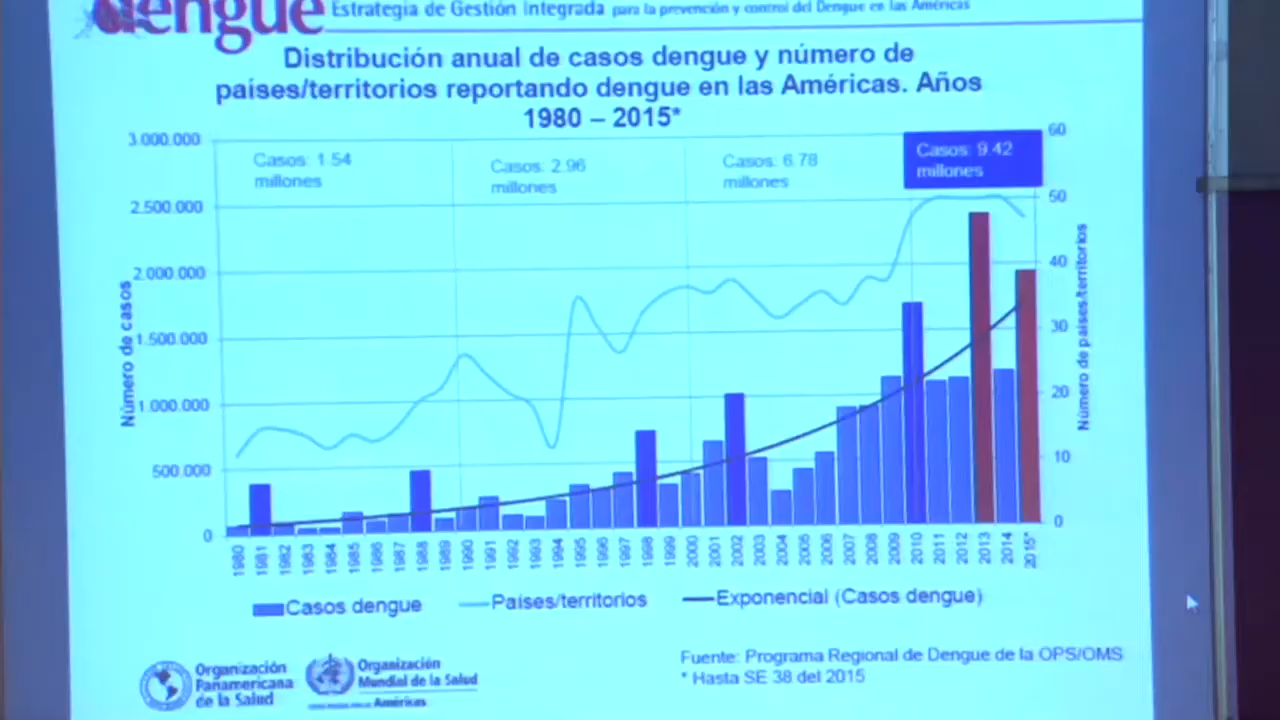 dengue Estrategia de Gestión Integrada para la prevención y control del Dengue en las Américas
Distribución anual de casos dengue y número de
países/territorios reportando dengue en las Américas. Años
1980 – 2015*
3.000.000
2.500.000
2.000.000
1.500.000
1.000.000
500.000
0
Número de casos
Casos: 1.54
millones
Casos: 2.96
millones
Casos: 6.78
millones
Casos: 9.42
millones
60
50
40
30
20
10
0
Número de países/territorios
1980
1981
1982
1983
1984
1985
1986
1987
1988
1989
1990
1991
1992
1993
1994
1995
1996
1997
1998
1999
2000
2001
2002
2003
2004
2005
2006
2007
2008
2009
2010
2011
2012
2013
2014
2015*
Casos dengue
Países/territorios
Exponencial (Casos dengue)
Organización
Panamericana
de la Salud
Organización
Mundial de la Salud
Américas
Fuente: Programa Regional de Dengue de la OPS/OMS
* Hasta SE 38 del 2015